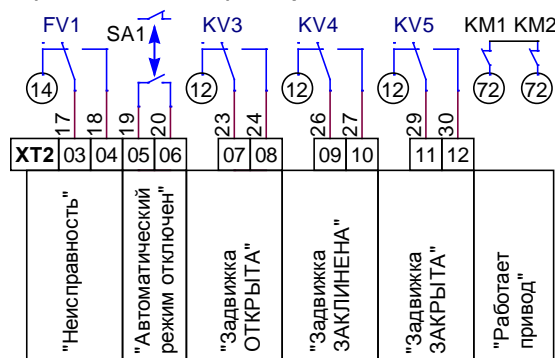 FV1 SA1 KV3 KV4 KV5 KM1 KM2
14 12 12 12 72 72
17 18 19 20 23 24 26 27 29 30
XT2 03 04 05 06 07 08 09 10 11 12
"Неисправность"
"Автоматический
режим отключен"
"Задвижка
ОТКРЫТА"
"Задвижка
ЗАКЛИНЕНА"
"Задвижка
ЗАКРЫТА"
"Работает
привод"